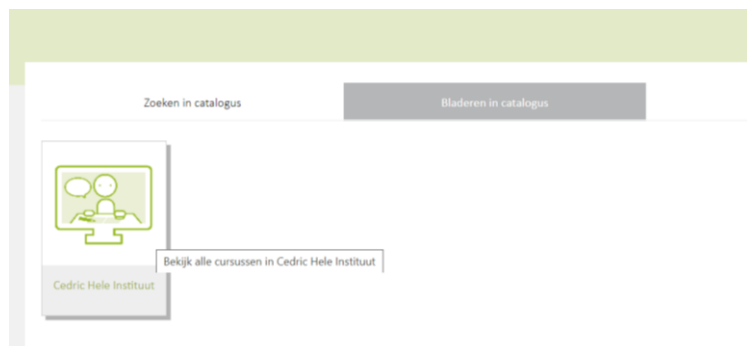 Zoeken in catalogus
Bladeren in catalogus
Bekijk alle cursussen in Cedric Hele Instituut
Cedric Hele Instituut